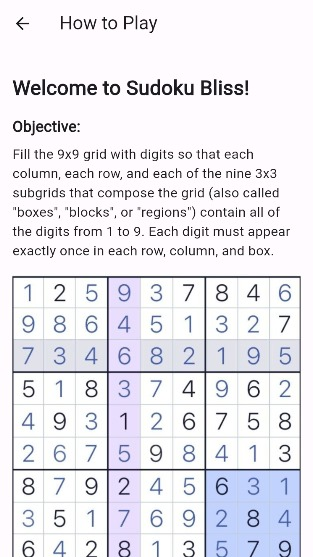 How to Play
Welcome to Sudoku Bliss!
Objective:
Fill the 9x9 grid with digits so that each
column, each row, and each of the nine 3x3
subgrids that compose the grid (also called
"boxes", "blocks", or "regions") contain all of
the digits from 1 to 9. Each digit must appear
exactly once in each row, column, and box.
1 2 5 9 3 7 8 4 6
9 8 6 4 5 1 3 2 7
7 3 4 6 8 2 1 9 5
5 1 8 3 7 4 9 6 2
4 9 3 1 2 6 7 5 8
2 6 7 5 9 8 4 1 3
8 7 9 2 4 5 6 3 1
3 5 1 7 6 9 2 8 4
6 4 2 8 1 3 5 7 9